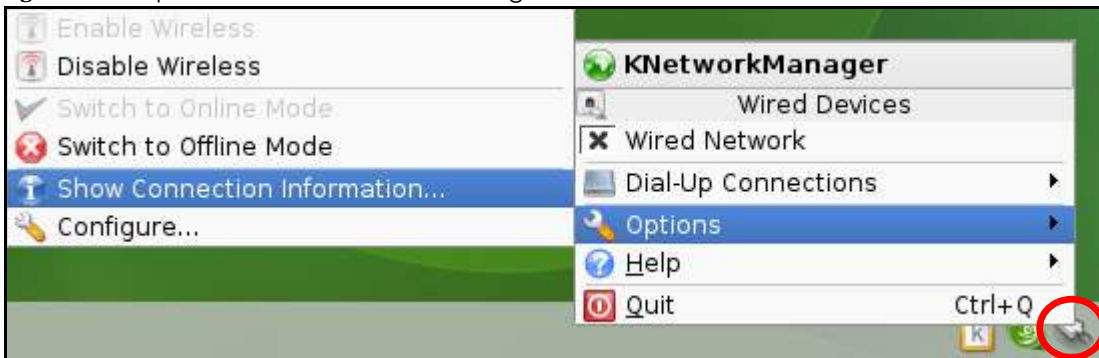 Enable Wireless
Disable Wireless
Switch to Online Mode
Switch to Offline Mode
Show Connection Information...
Configure...
KNetworkManager
Wired Devices
Wired Network
Dial-Up Connections
Options
Help
Quit Ctrl+Q
K